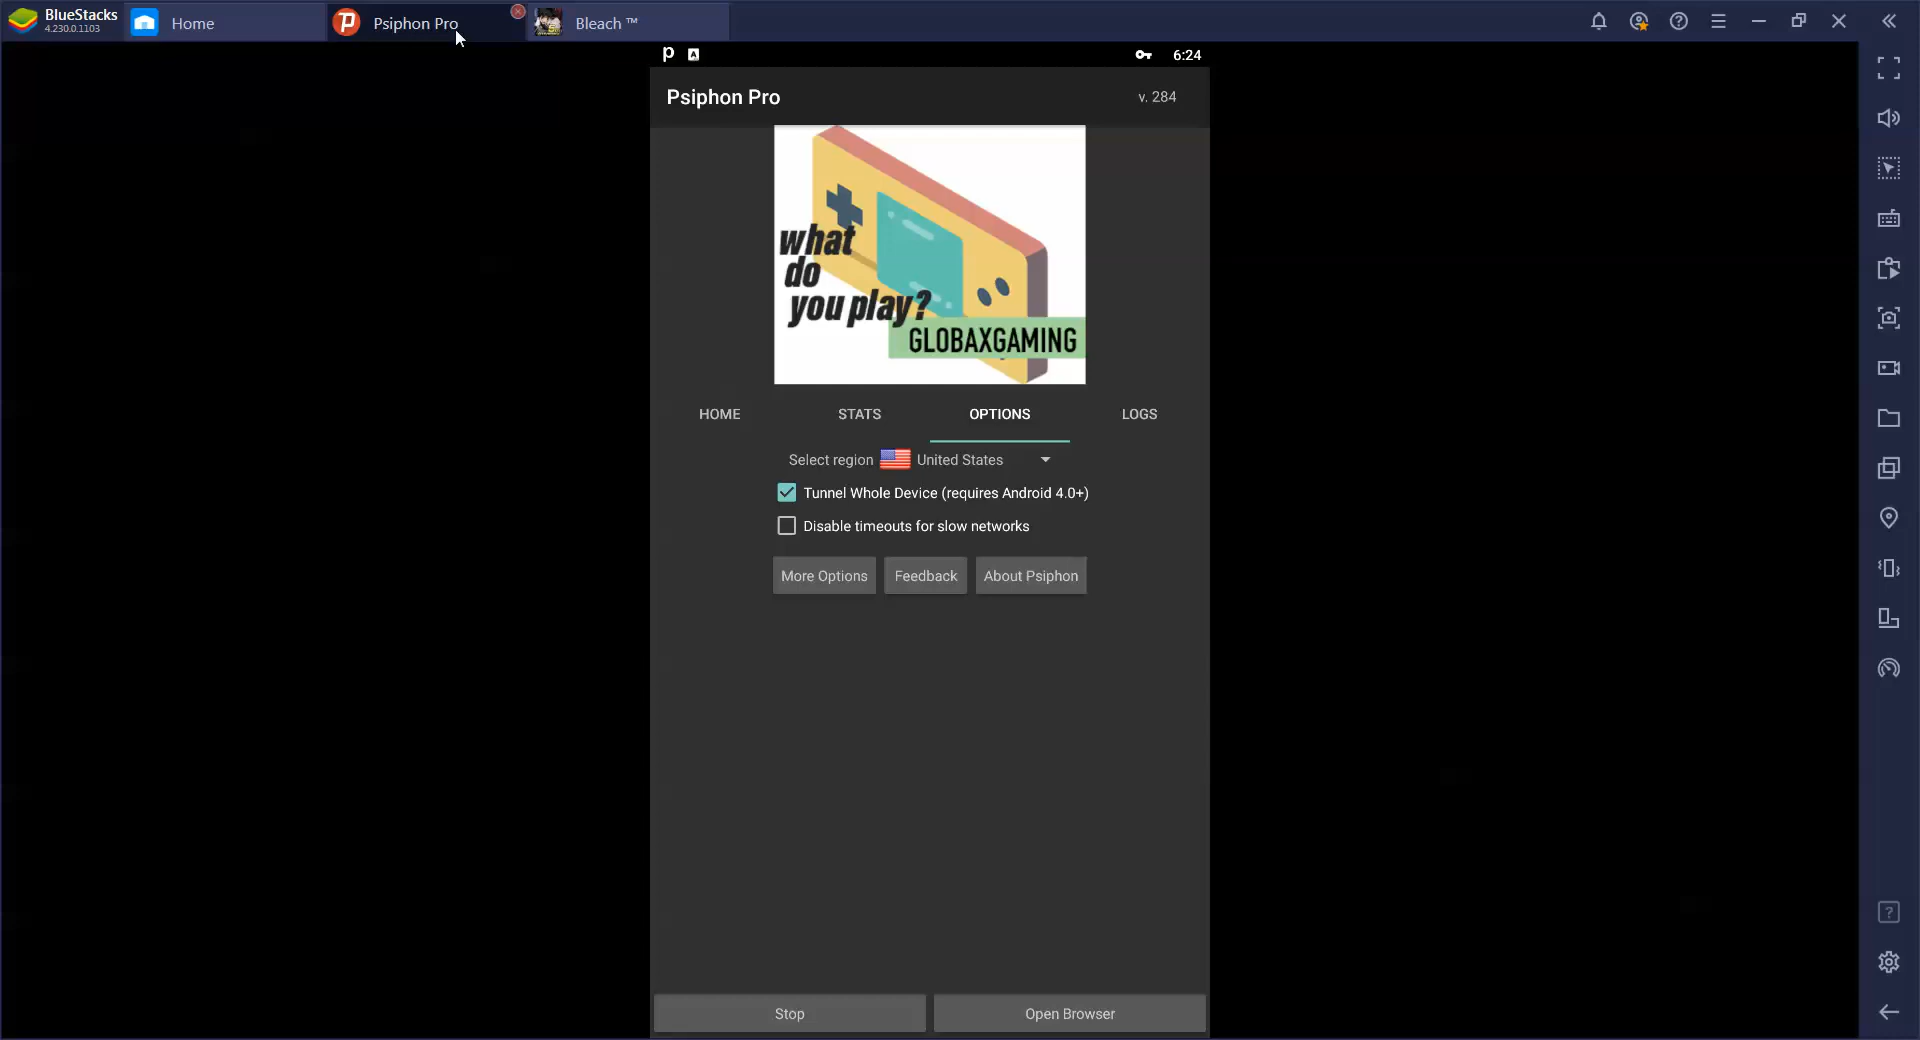 BlueStacks
4.230.0.1103
Home
Psiphon Pro
Bleach ™
6:24
Psiphon Pro
v. 284
what
do
you play?
GLOBAXGAMING
HOME
STATS
OPTIONS
LOGS
Select region
United States
Tunnel Whole Device (requires Android 4.0+)
Disable timeouts for slow networks
More Options
Feedback
About Psiphon
Stop
Open Browser